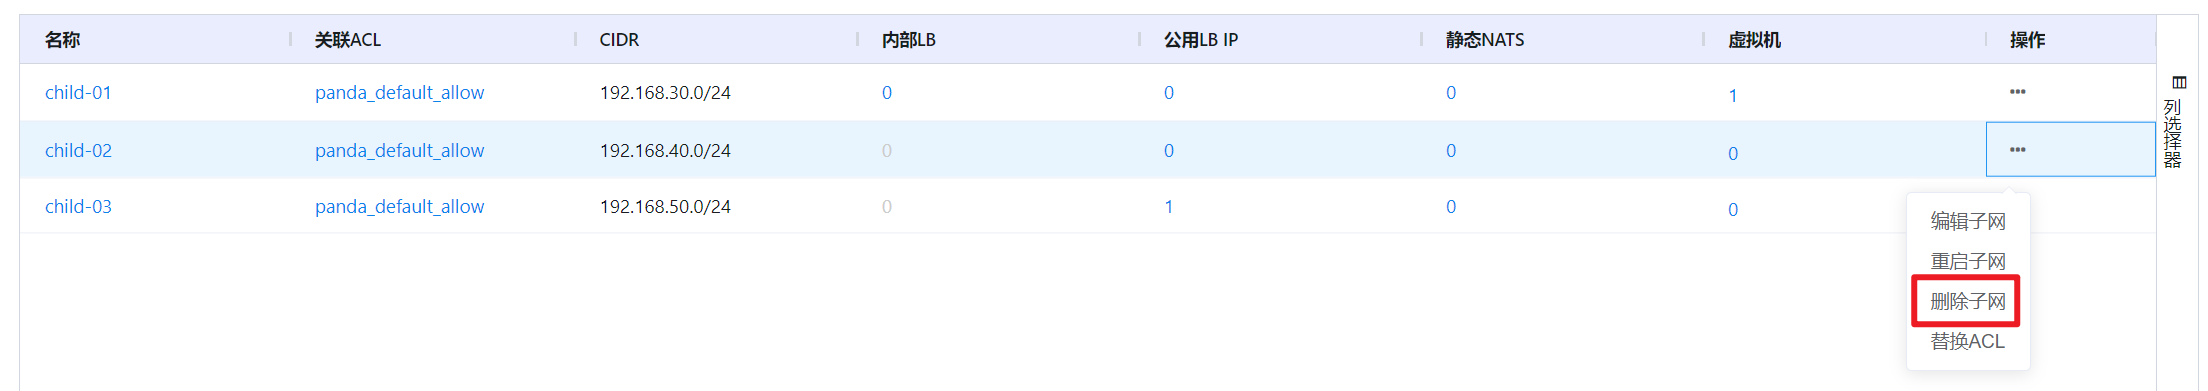 名称 关联ACL CIDR 内部LB 公用LB IP 静态NATS 虚拟机 操作
child-01 panda_default_allow 192.168.30.0/24 0 0 0 1 •••
child-02 panda_default_allow 192.168.40.0/24 0 0 0 0 •••
child-03 panda_default_allow 192.168.50.0/24 0 1 0 0
编辑子网
重启子网
删除子网
替换ACL
列选择器